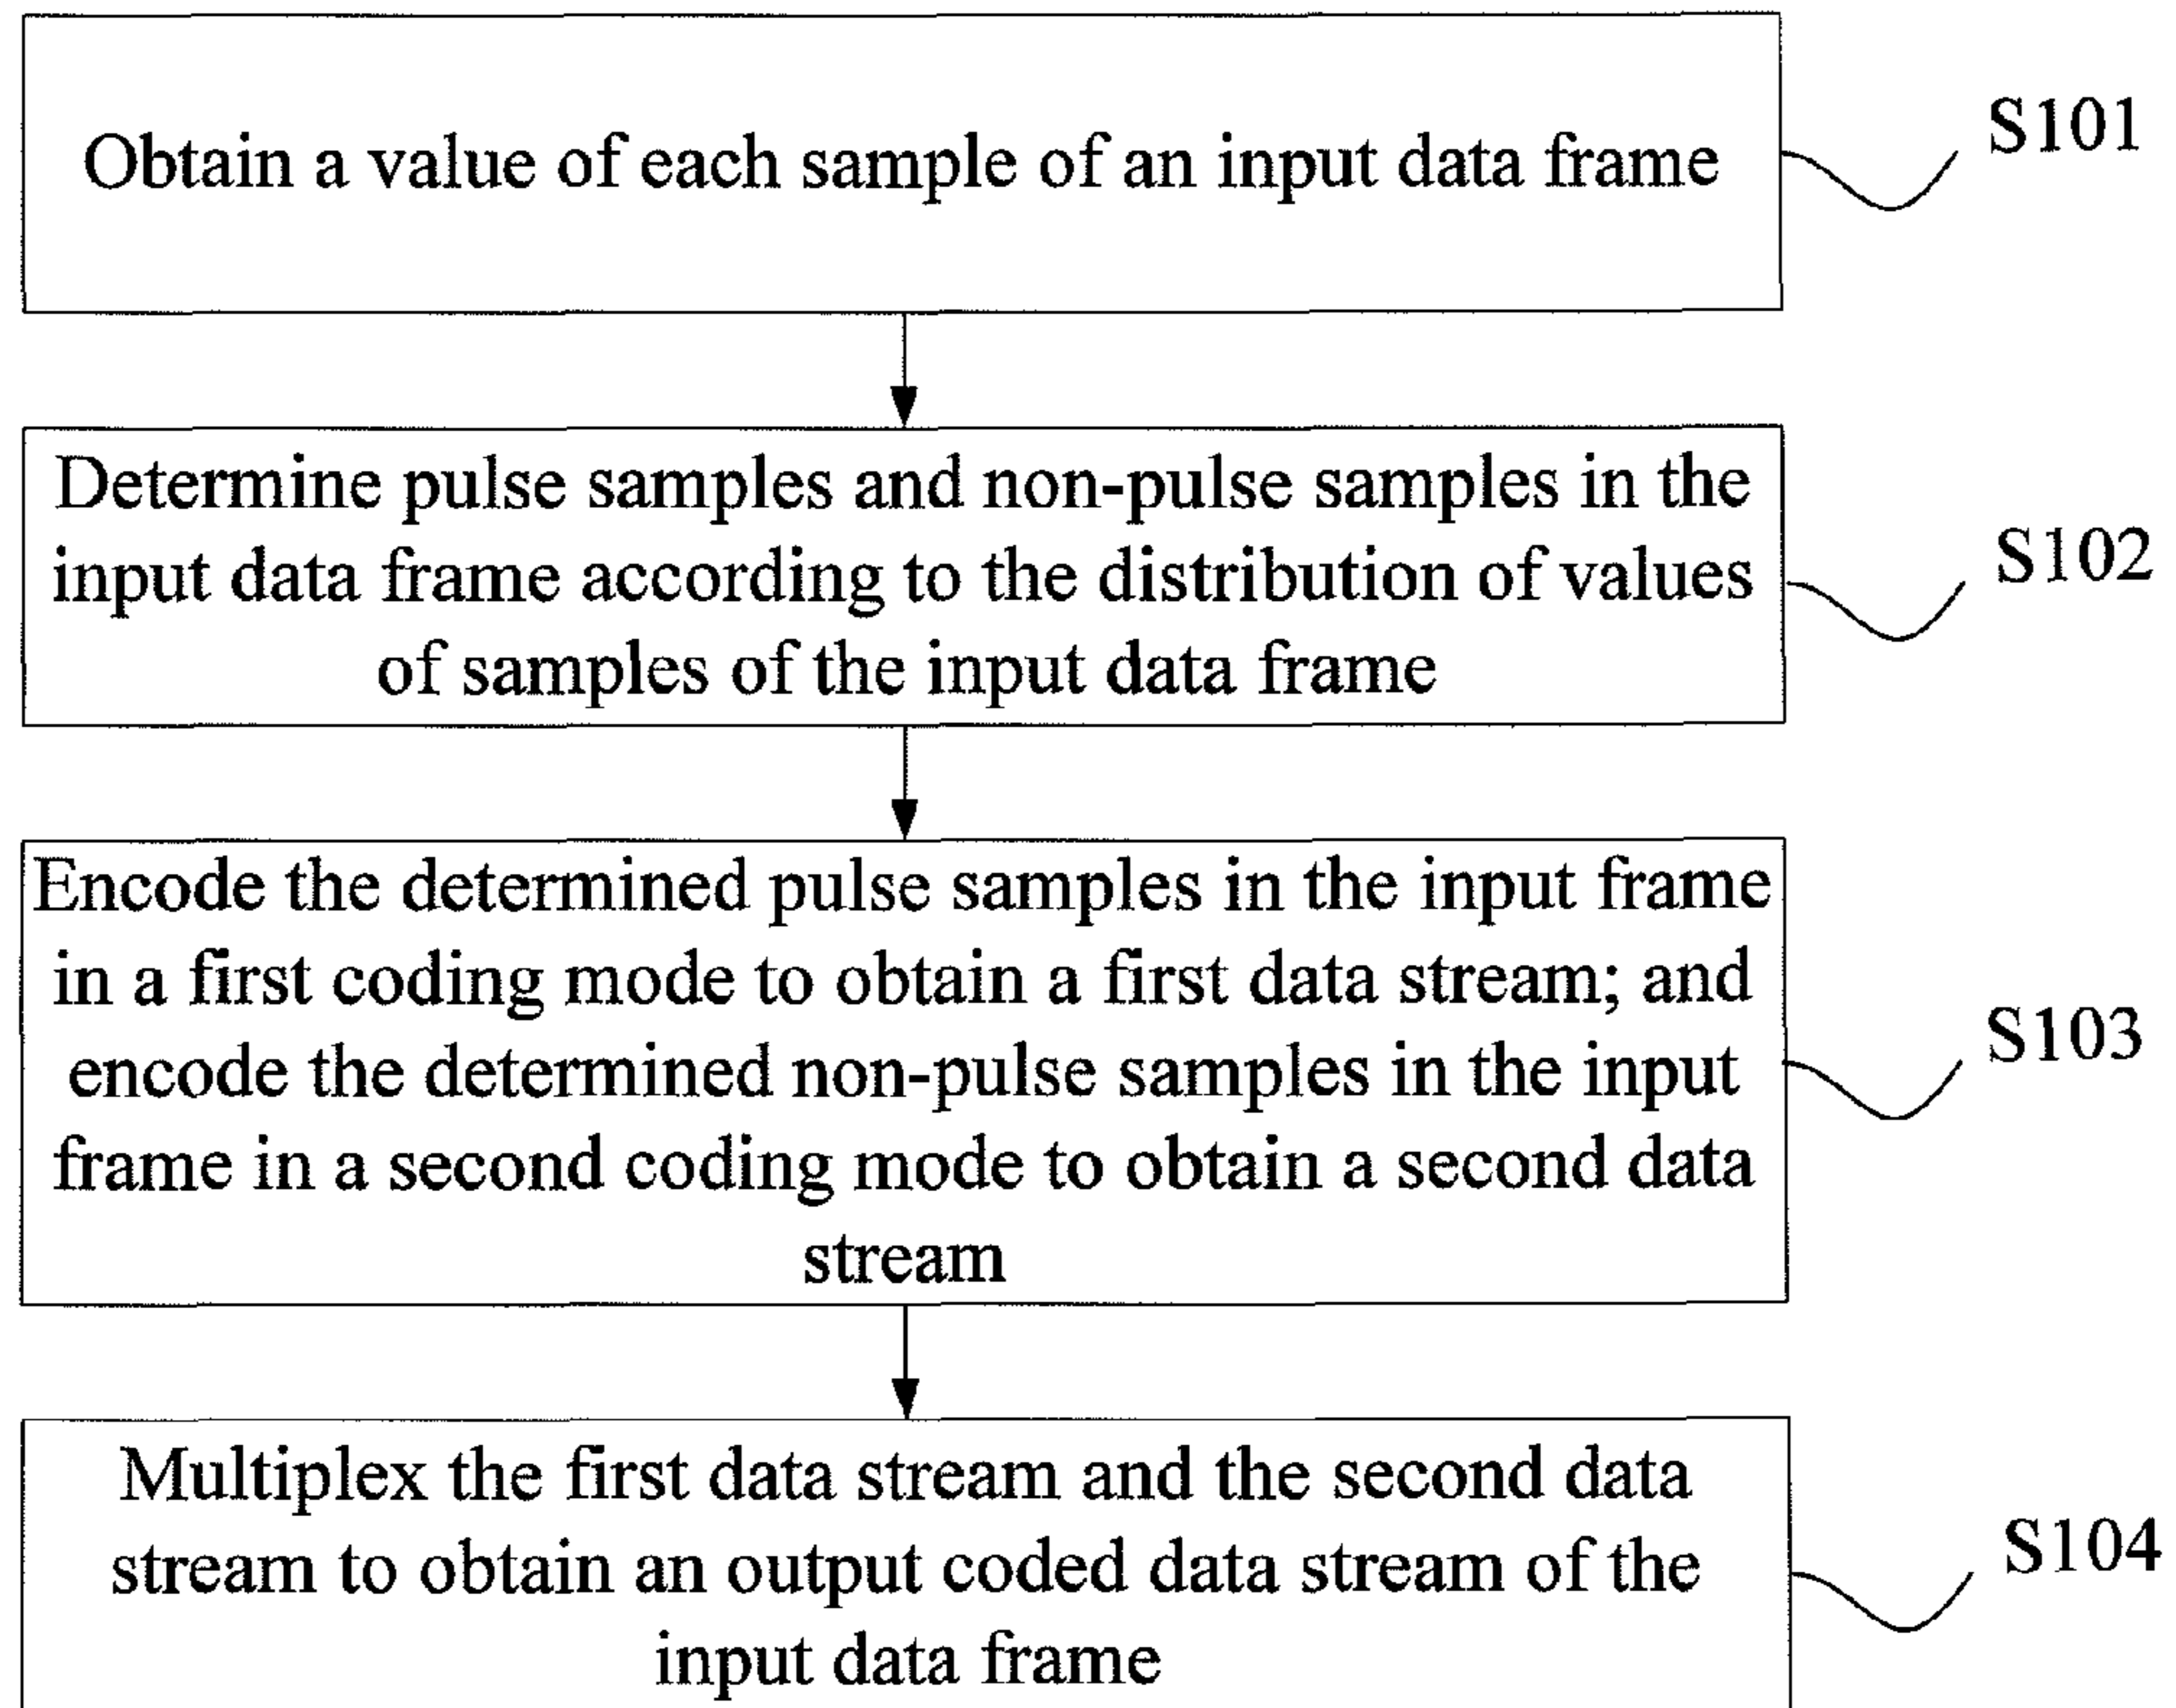 Obtain a value of each sample of an input data frame
S101
Determine pulse samples and non-pulse samples in the
input data frame according to the distribution of values
of samples of the input data frame
S102
Encode the determined pulse samples in the input frame
in a first coding mode to obtain a first data stream; and
encode the determined non-pulse samples in the input
frame in a second coding mode to obtain a second data
stream
S103
Multiplex the first data stream and the second data
stream to obtain an output coded data stream of the
input data frame
S104